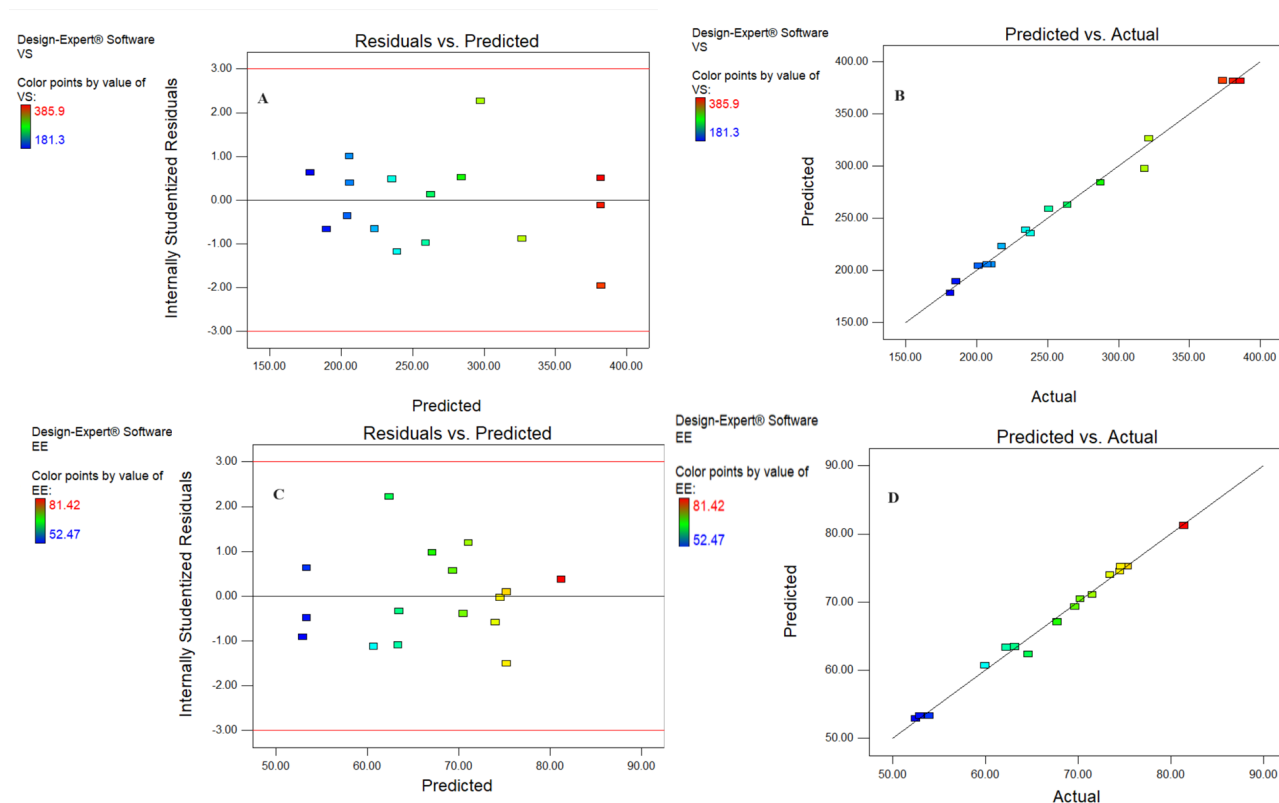 Design-Expert® Software
VS
Color points by value of
VS:
385.9
181.3
Residuals vs. Predicted
A
Internally Studentized Residuals
3.00
2.00
1.00
0.00
-1.00
-2.00
-3.00
150.00
200.00
250.00
300.00
350.00
400.00
Predicted
Design-Expert® Software
VS
Color points by value of
VS:
385.9
181.3
Predicted vs. Actual
B
Predicted
400.00
350.00
300.00
250.00
200.00
150.00
150.00
200.00
250.00
300.00
350.00
400.00
Actual
Design-Expert® Software
EE
Color points by value of
EE:
81.42
52.47
Residuals vs. Predicted
C
Internally Studentized Residuals
3.00
2.00
1.00
0.00
-1.00
-2.00
-3.00
50.00
60.00
70.00
80.00
90.00
Predicted
Design-Expert® Software
EE
Color points by value of
EE:
81.42
52.47
Predicted vs. Actual
D
Predicted
90.00
80.00
70.00
60.00
50.00
50.00
60.00
70.00
80.00
90.00
Actual